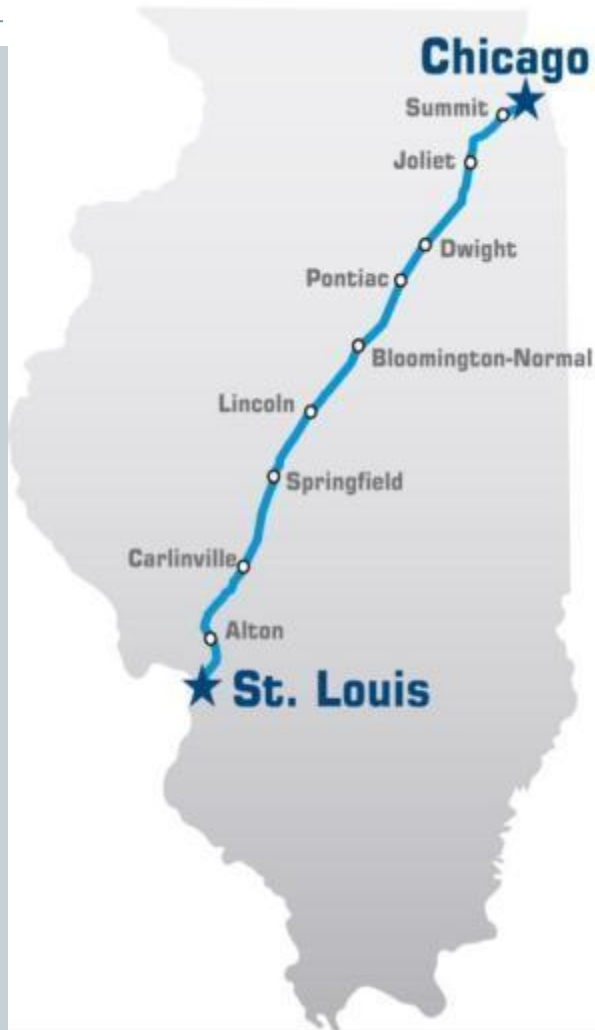 Chicago
Summit
Joliet
Dwight
Pontiac
Bloomington-Normal
Lincoln
Springfield
Carlinville
Alton
St. Louis